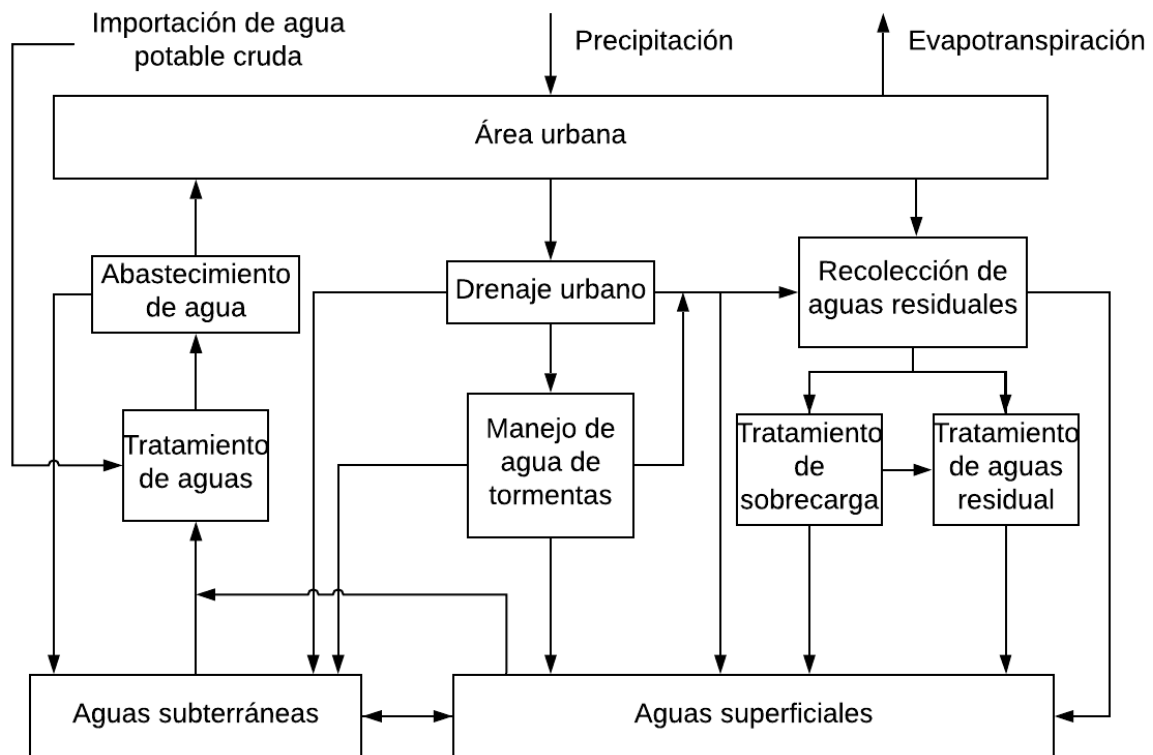 Importación de agua
potable cruda
Precipitación
Evapotranspiración
Área urbana
Abastecimiento
de agua
Drenaje urbano
Recolección de
aguas residuales
Tratamiento
de aguas
Manejo de
agua de
tormentas
Tratamiento
de
sobrecarga
Tratamiento
de aguas
residual
Aguas subterráneas
Aguas superficiales